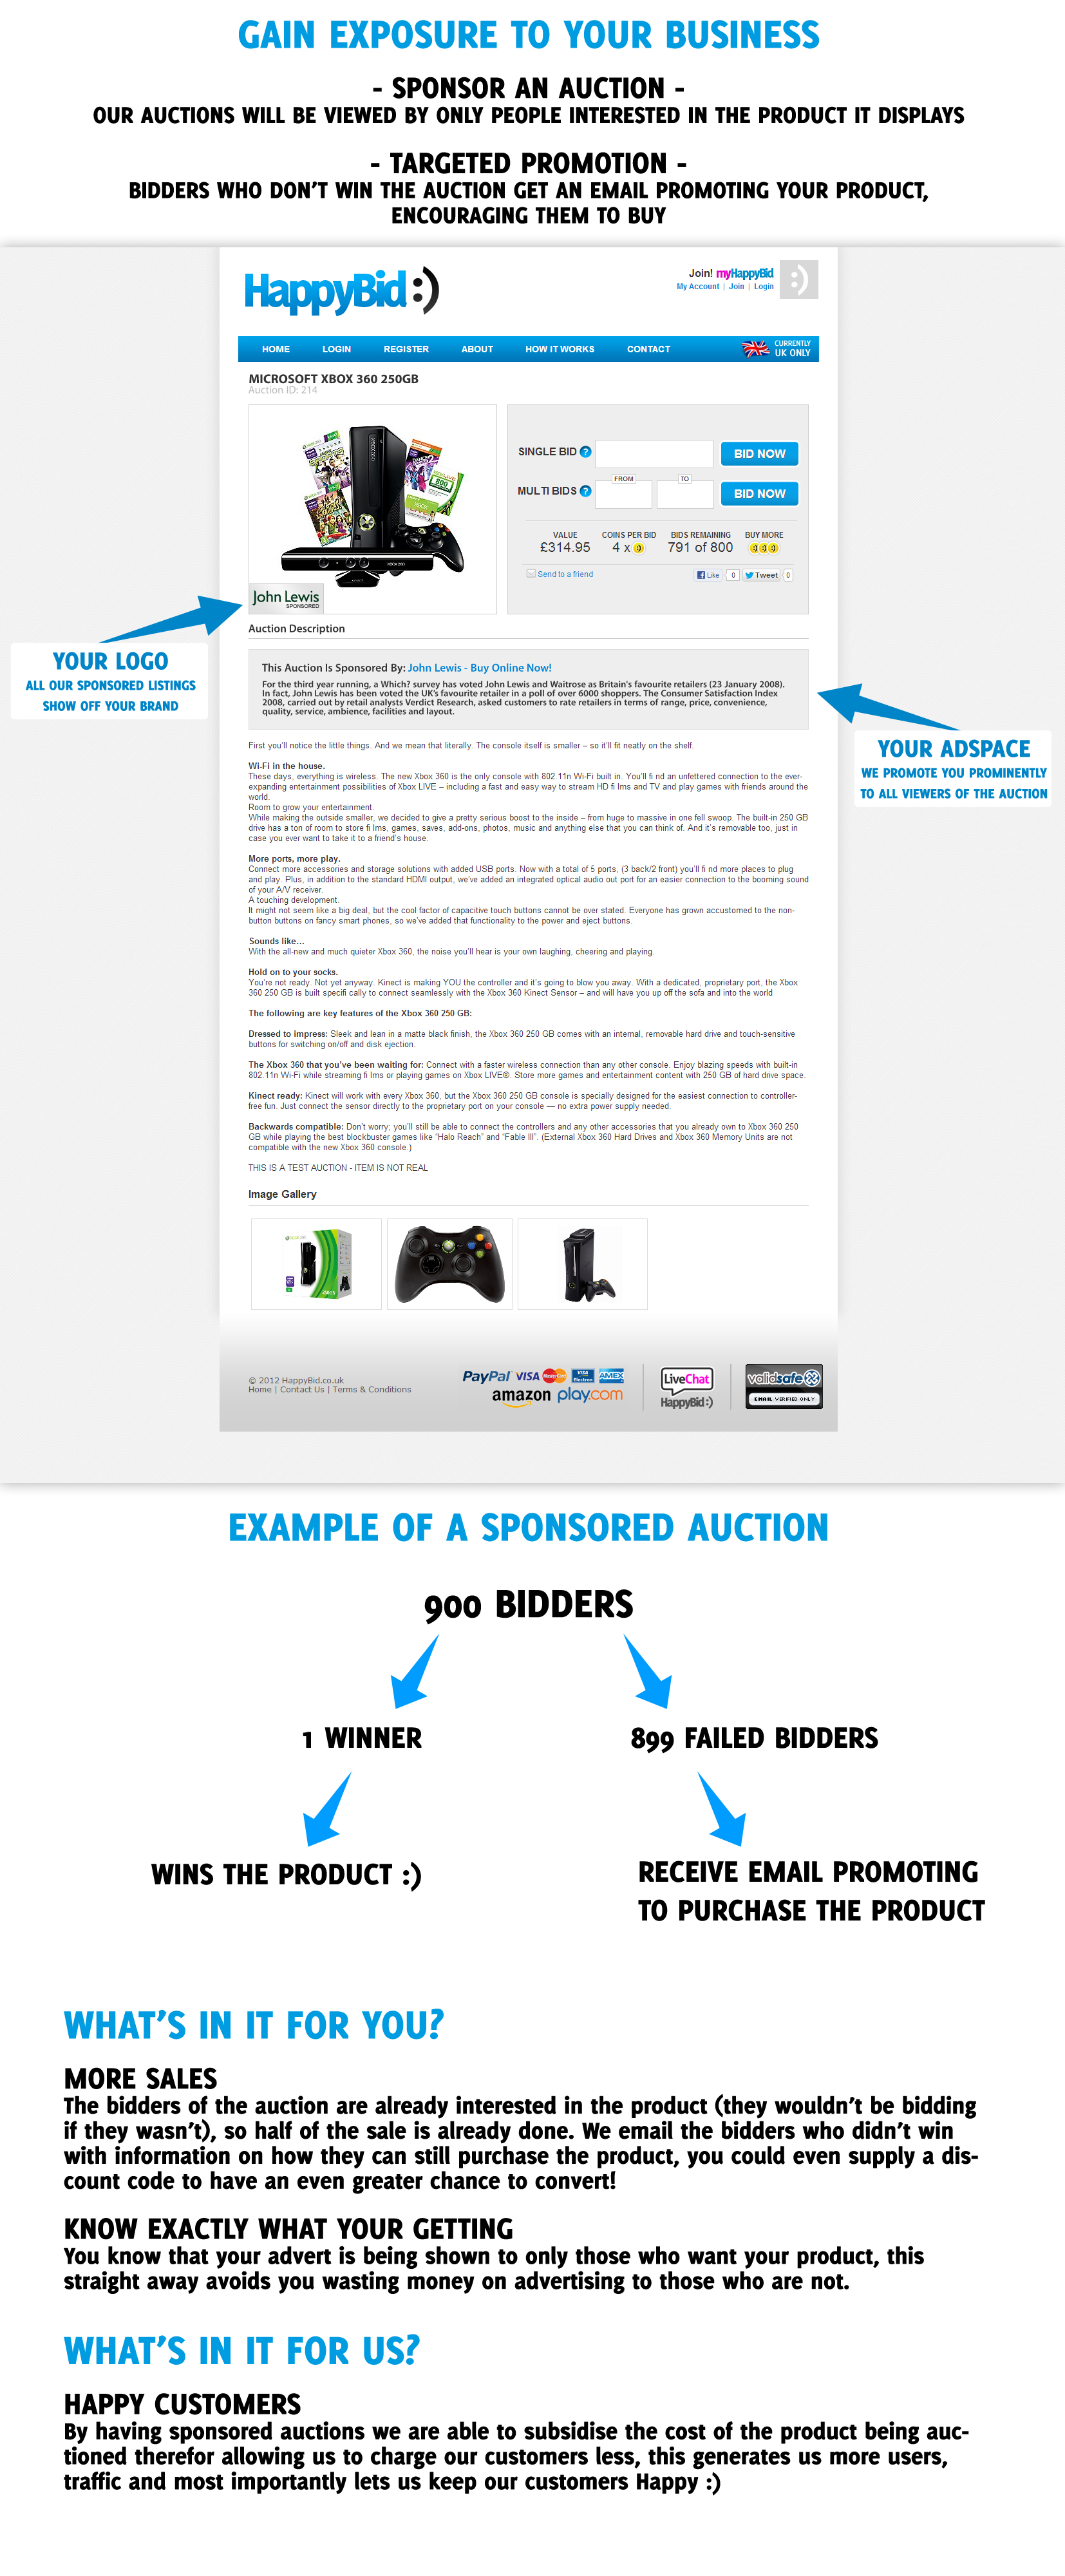 GAIN EXPOSURE TO YOUR BUSINESS
- SPONSOR AN AUCTION -
OUR AUCTIONS WILL BE VIEWED BY ONLY PEOPLE INTERESTED IN THE PRODUCT IT DISPLAYS
- TARGETED PROMOTION -
BIDDERS WHO DON'T WIN THE AUCTION GET AN EMAIL PROMOTING YOUR PRODUCT,
ENCOURAGING THEM TO BUY
HappyBid :)
Join! myHappyBid
My Account | Join | Login
:)
HOME LOGIN REGISTER ABOUT HOW IT WORKS CONTACT
CURRENTLY
UK ONLY
MICROSOFT XBOX 360 250GB
Auction ID: 214
SINGLE BID ? BID NOW
FROM TO
MULTI BIDS ? BID NOW
VALUE COINS PER BID BIDS REMAINING BUY MORE
£314.95 4 x :) 791 of 800
Send to a friend Like 0 Tweet 0
John Lewis
SPONSORED
YOUR LOGO
ALL OUR SPONSORED LISTINGS
SHOW OFF YOUR BRAND
Auction Description
This Auction Is Sponsored By: John Lewis - Buy Online Now!
For the third year running, a Which? survey has voted John Lewis and Waitrose as Britain's favourite retailers (23 January 2008).
In fact, John Lewis has been voted the UK's favourite retailer in a poll of over 6000 shoppers. The Consumer Satisfaction Index
2008, carried out by retail analysts Verdict Research, asked customers to rate retailers in terms of range, price, convenience,
quality, service, ambience, facilities and layout.
YOUR ADSPACE
WE PROMOTE YOU PROMINENTLY
TO ALL VIEWERS OF THE AUCTION
First you'll notice the little things. And we mean that literally. The console itself is smaller – so it'll fit neatly on the shelf.
Wi-Fi in the house.
These days, everything is wireless. The new Xbox 360 is the only console with 802.11n Wi-Fi built in. You'll fi nd an unfettered connection to the ever-
expanding entertainment possibilities of Xbox LIVE – including a fast and easy way to stream HD fi lms and TV and play games with friends around the
world.
Room to grow your entertainment.
While making the outside smaller, we decided to give a pretty serious boost to the inside – from huge to massive in one fell swoop. The built-in 250 GB
drive has a ton of room to store fi lms, games, saves, add-ons, photos, music and anything else that you can think of. And it's removable too, just in
case you ever want to take it to a friend's house.
More ports, more play.
Connect more accessories and storage solutions with added USB ports. Now with a total of 5 ports, (3 back/2 front) you'll fi nd more places to plug
and play. Plus, in addition to the standard HDMI output, we've added an integrated optical audio out port for an easier connection to the booming sound
of your A/V receiver.
A touching development.
It might not seem like a big deal, but the cool factor of capacitive touch buttons cannot be over stated. Everyone has grown accustomed to the non-
button buttons on fancy smart phones, so we've added that functionality to the power and eject buttons.
Sounds like…
With the all-new and much quieter Xbox 360, the noise you'll hear is your own laughing, cheering and playing.
Hold on to your socks.
You're not ready. Not yet anyway. Kinect is making YOU the controller and it's going to blow you away. With a dedicated, proprietary port, the Xbox
360 250 GB is built specifi cally to connect seamlessly with the Xbox 360 Kinect Sensor – and will have you up off the sofa and into the world
The following are key features of the Xbox 360 250 GB:
Dressed to impress: Sleek and lean in a matte black finish, the Xbox 360 250 GB comes with an internal, removable hard drive and touch-sensitive
buttons for switching on/off and disk ejection.
The Xbox 360 that you've been waiting for: Connect with a faster wireless connection than any other console. Enjoy blazing speeds with built-in
802.11n Wi-Fi while streaming fi lms or playing games on Xbox LIVE®. Store more games and entertainment content with 250 GB of hard drive space.
Kinect ready: Kinect will work with every Xbox 360, but the Xbox 360 250 GB console is specially designed for the easiest connection to controller-
free fun. Just connect the sensor directly to the proprietary port on your console — no extra power supply needed.
Backwards compatible: Don't worry; you'll still be able to connect the controllers and any other accessories that you already own to Xbox 360 250
GB while playing the best blockbuster games like "Halo Reach" and "Fable III". (External Xbox 360 Hard Drives and Xbox 360 Memory Units are not
compatible with the new Xbox 360 console.)
THIS IS A TEST AUCTION - ITEM IS NOT REAL
Image Gallery
© 2012 HappyBid.co.uk
Home | Contact Us | Terms & Conditions
PayPal VISA MasterCard VISA Electron AMEX
amazon play.com
LiveChat
HappyBid :)
validsafe
EMAIL VERIFIED ONLY
EXAMPLE OF A SPONSORED AUCTION
900 BIDDERS
1 WINNER 899 FAILED BIDDERS
WINS THE PRODUCT :)
RECEIVE EMAIL PROMOTING
TO PURCHASE THE PRODUCT
WHAT'S IN IT FOR YOU?
MORE SALES
The bidders of the auction are already interested in the product (they wouldn't be bidding
if they wasn't), so half of the sale is already done. We email the bidders who didn't win
with information on how they can still purchase the product, you could even supply a dis-
count code to have an even greater chance to convert!
KNOW EXACTLY WHAT YOUR GETTING
You know that your advert is being shown to only those who want your product, this
straight away avoids you wasting money on advertising to those who are not.
WHAT'S IN IT FOR US?
HAPPY CUSTOMERS
By having sponsored auctions we are able to subsidise the cost of the product being auc-
tioned therefor allowing us to charge our customers less, this generates us more users,
traffic and most importantly lets us keep our customers Happy :)